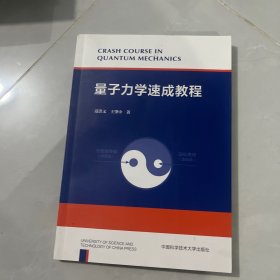 CRASH COURSE IN
QUANTUM MECHANICS
量子力学速成教程
著
UNIVERSITY OF SCIENCE AND
TECHNOLOGY OF CHINA PRESS
中国科学技术大学出版社